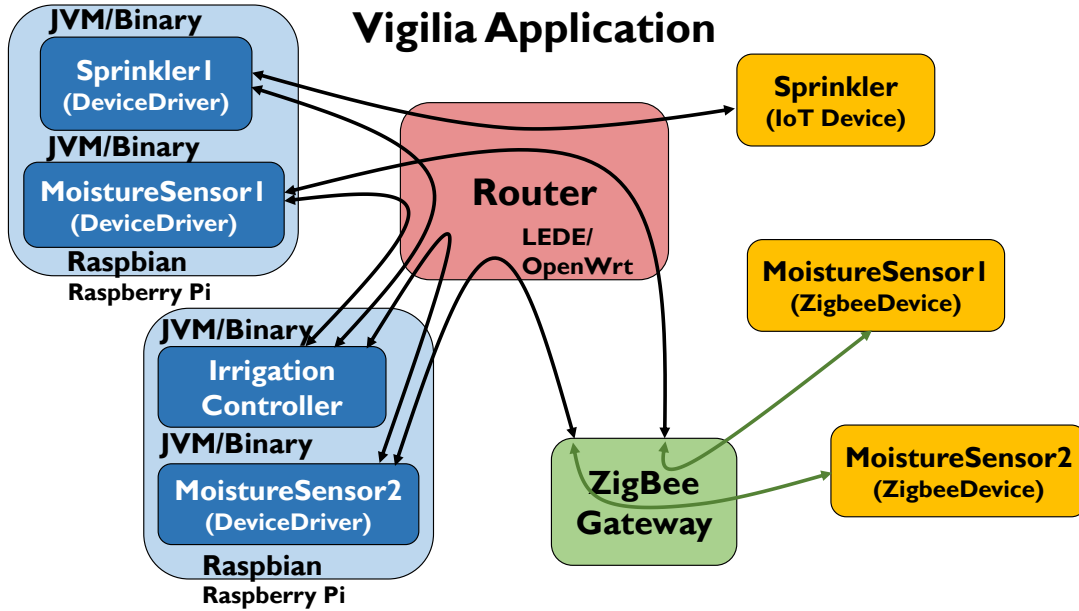 Vigilia Application
JVM/Binary
Sprinkler1
(DeviceDriver)
JVM/Binary
MoistureSensor1
(DeviceDriver)
Raspbian
Raspberry Pi
Router
LEDE/
OpenWrt
Sprinkler
(IoT Device)
MoistureSensor1
(ZigbeeDevice)
JVM/Binary
Irrigation
Controller
JVM/Binary
MoistureSensor2
(DeviceDriver)
Raspbian
Raspberry Pi
ZigBee
Gateway
MoistureSensor2
(ZigbeeDevice)